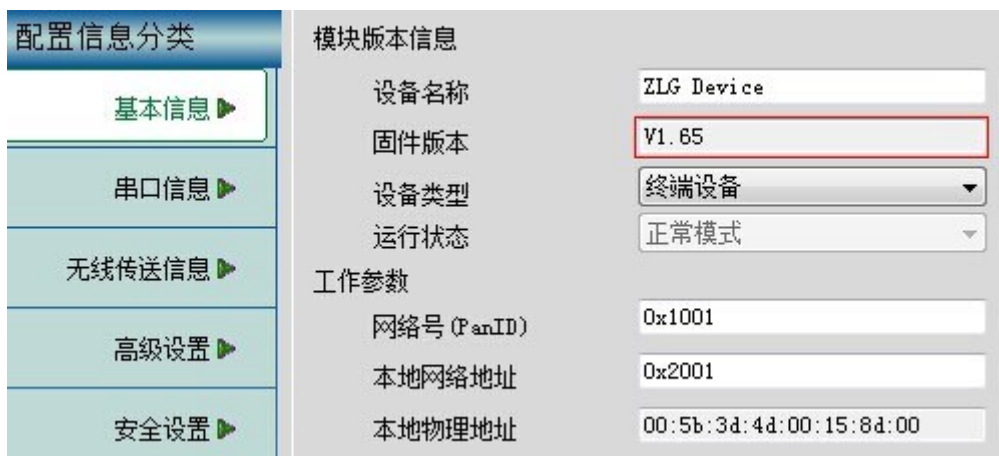 配置信息分类
基本信息
串口信息
无线传送信息
高级设置
安全设置
模块版本信息
设备名称 ZLG Device
固件版本 V1.65
设备类型 终端设备
运行状态 正常模式
工作参数
网络号(PanID) 0x1001
本地网络地址 0x2001
本地物理地址 00:5b:3d:4d:00:15:8d:00